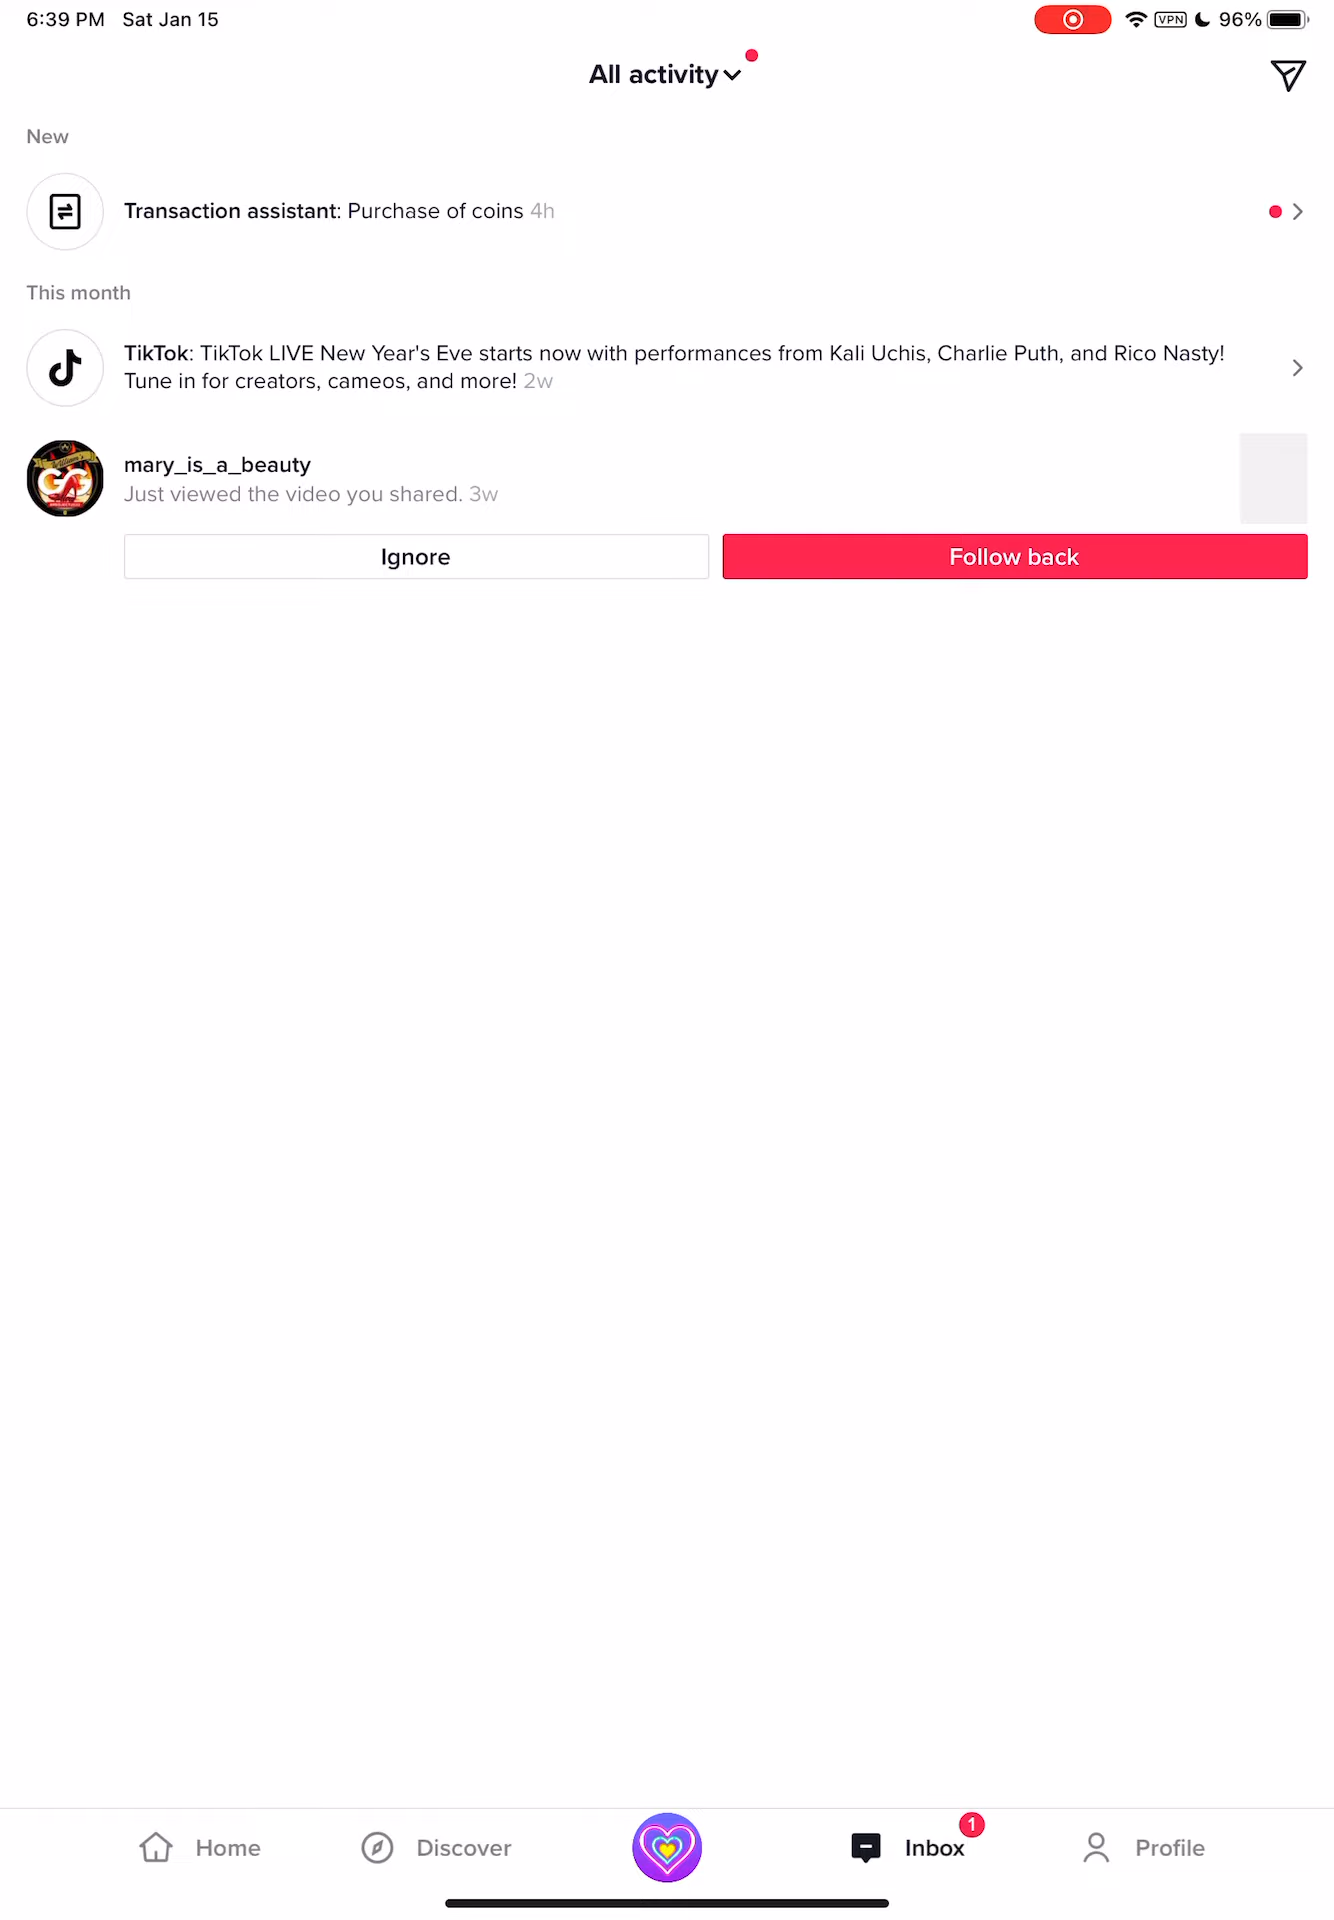 6:39 PM Sat Jan 15
VPN 96%
All activity
New
Transaction assistant: Purchase of coins 4h
This month
TikTok: TikTok LIVE New Year's Eve starts now with performances from Kali Uchis, Charlie Puth, and Rico Nasty!
Tune in for creators, cameos, and more! 2w
mary_is_a_beauty
Just viewed the video you shared. 3w
Ignore
Follow back
Home
Discover
Inbox
1
Profile